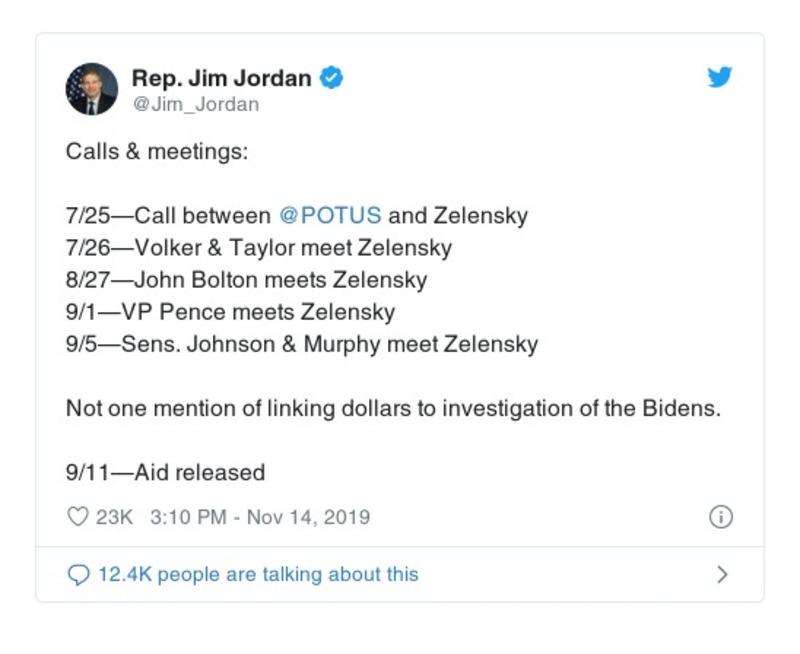 Rep. Jim Jordan
@Jim_Jordan
Calls & meetings:
7/25—Call between @POTUS and Zelensky
7/26—Volker & Taylor meet Zelensky
8/27—John Bolton meets Zelensky
9/1—VP Pence meets Zelensky
9/5—Sens. Johnson & Murphy meet Zelensky
Not one mention of linking dollars to investigation of the Bidens.
9/11—Aid released
23K 3:10 PM - Nov 14, 2019
12.4K people are talking about this